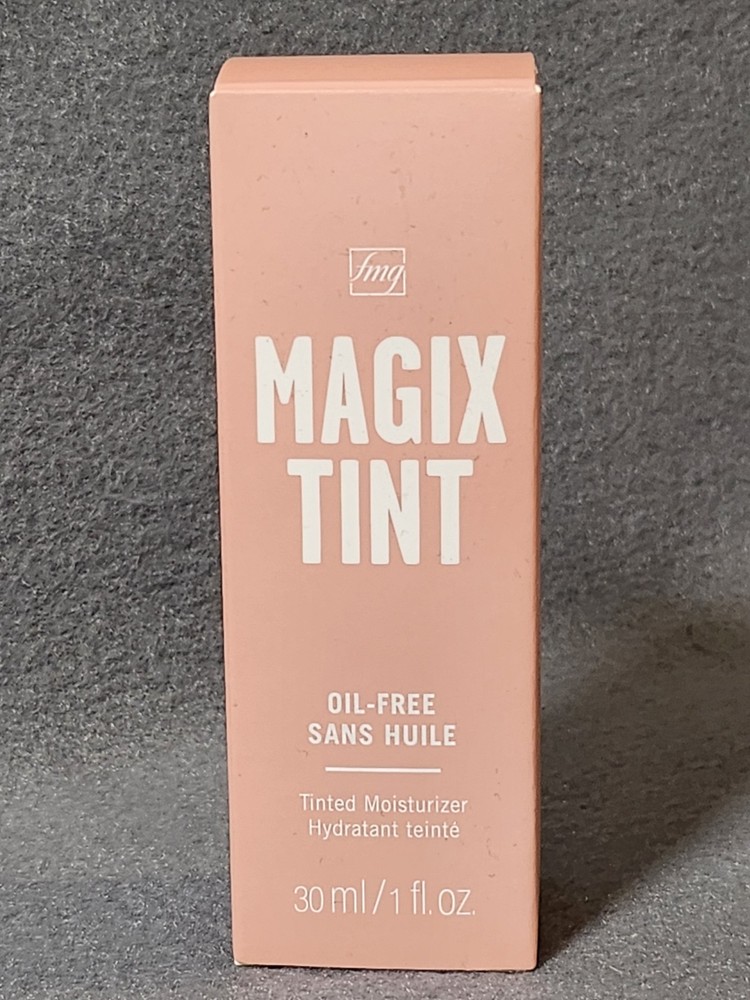 fmg
MAGIX
TINT
OIL-FREE
SANS HUILE
Tinted Moisturizer
Hydratant teinté
30 ml/1 fl. oz.